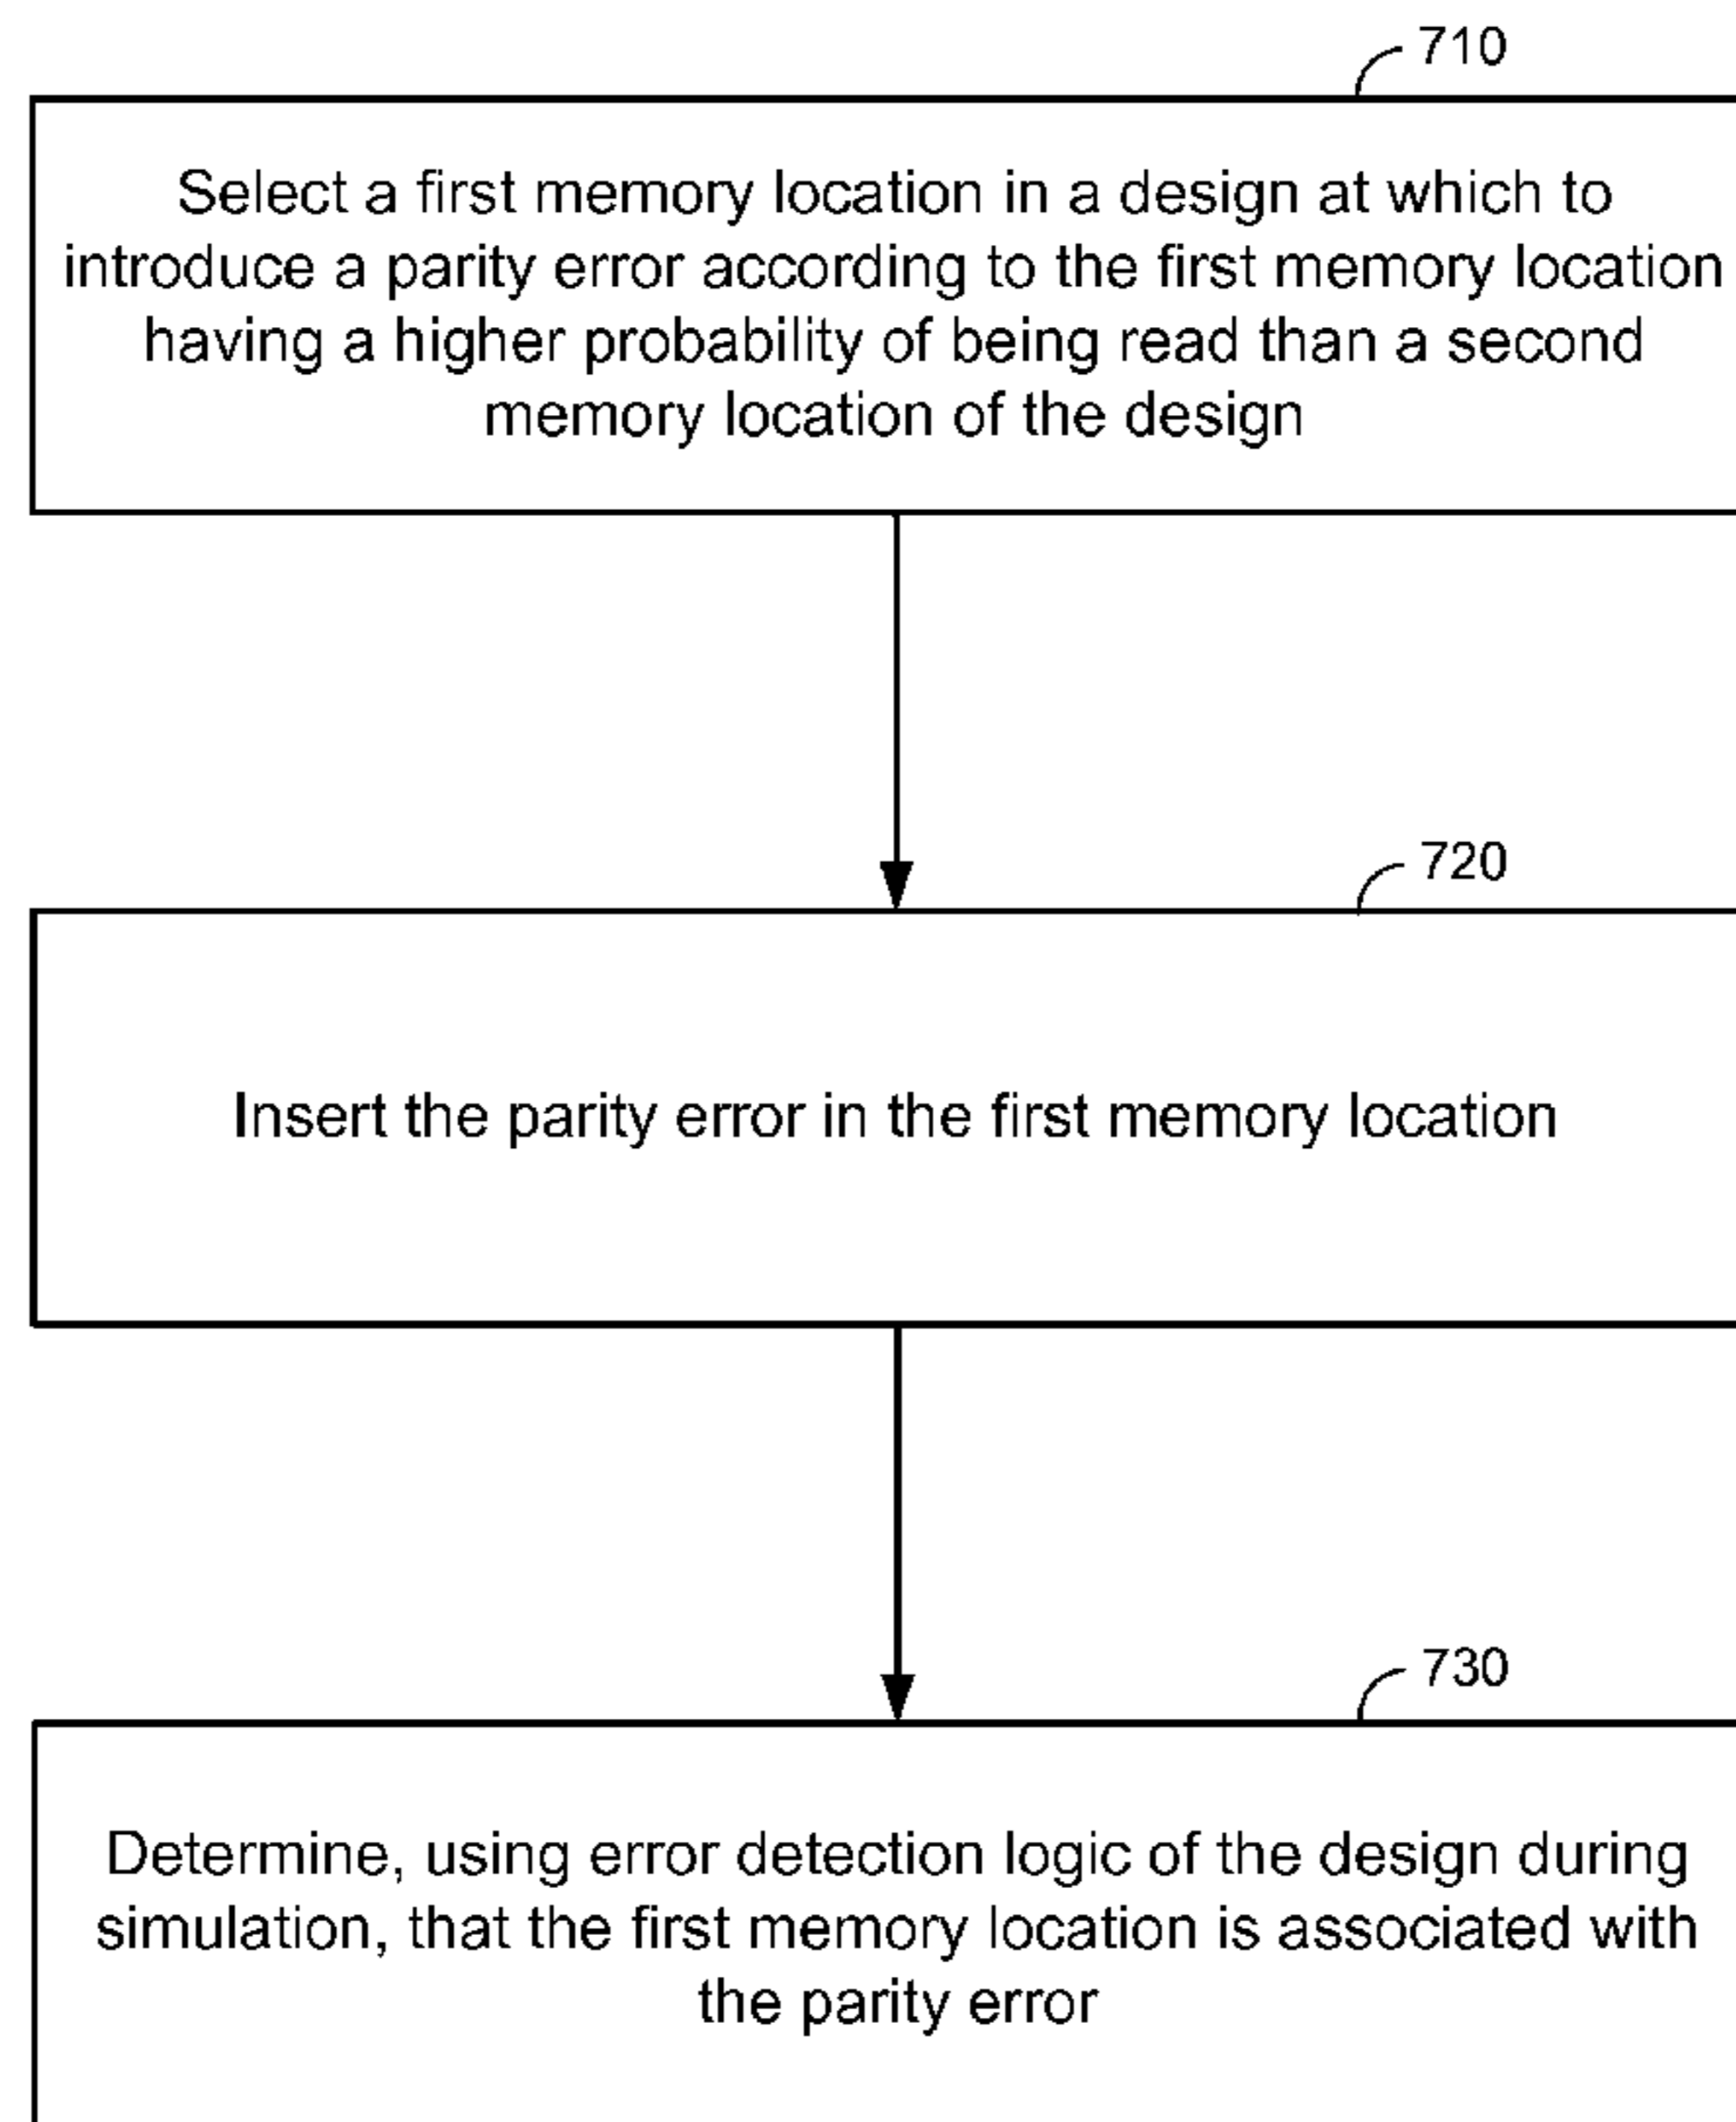 710
Select a first memory location in a design at which to
introduce a parity error according to the first memory location
having a higher probability of being read than a second
memory location of the design
720
Insert the parity error in the first memory location
730
Determine, using error detection logic of the design during
simulation, that the first memory location is associated with
the parity error